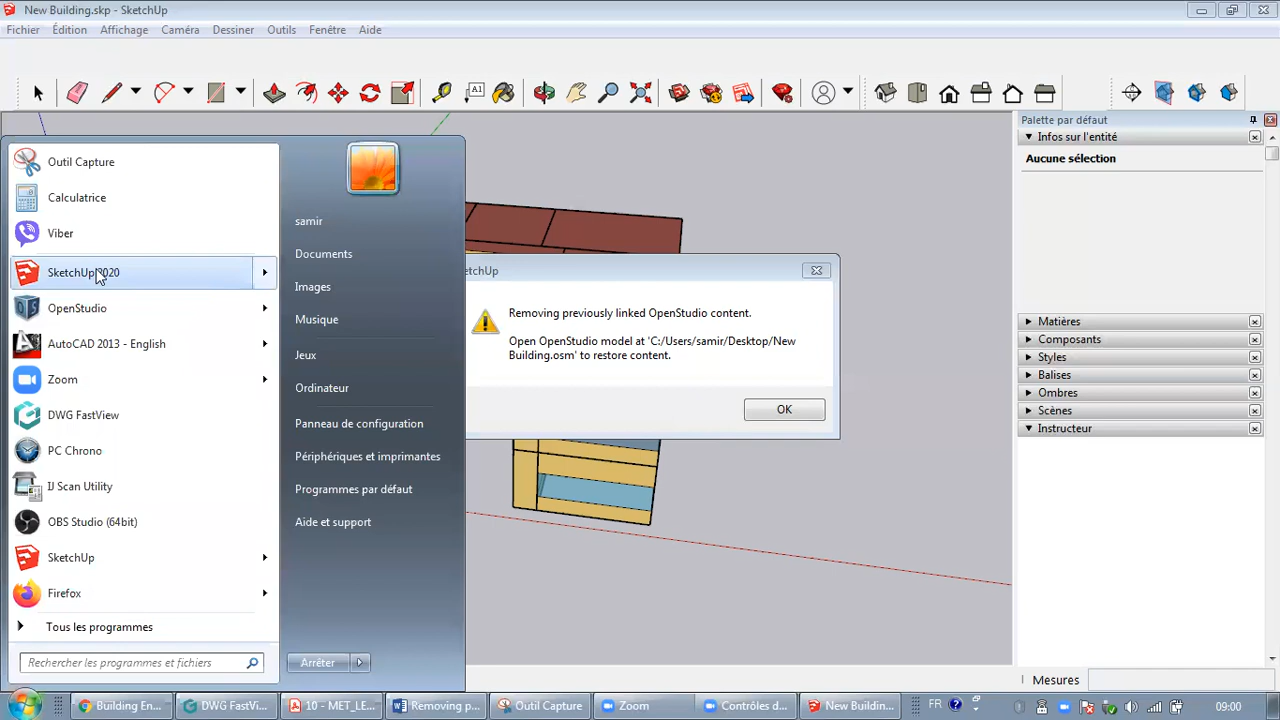 New Building.skp - SketchUp
Fichier Édition Affichage Caméra Dessiner Outils Fenêtre Aide
A1
Palette par défaut
Infos sur l'entité
Aucune sélection
Matières
Composants
Styles
Balises
Ombres
Scènes
Instructeur
Outil Capture
Calculatrice
Viber
SketchUp 2020
OpenStudio
AutoCAD 2013 - English
Zoom
DWG FastView
PC Chrono
IJ Scan Utility
OBS Studio (64bit)
SketchUp
Firefox
Tous les programmes
Rechercher les programmes et fichiers
samir
Documents
Images
Musique
Jeux
Ordinateur
Panneau de configuration
Périphériques et imprimantes
Programmes par défaut
Aide et support
Arrêter
etchUp
Removing previously linked OpenStudio content.
Open OpenStudio model at 'C:/Users/samir/Desktop/New
Building.osm' to restore content.
OK
Mesures
Building En... DWG FastVi... 10 - MET_LE... Removing p... Outil Capture Zoom Contrôles d... New Buildin... FR 09:00